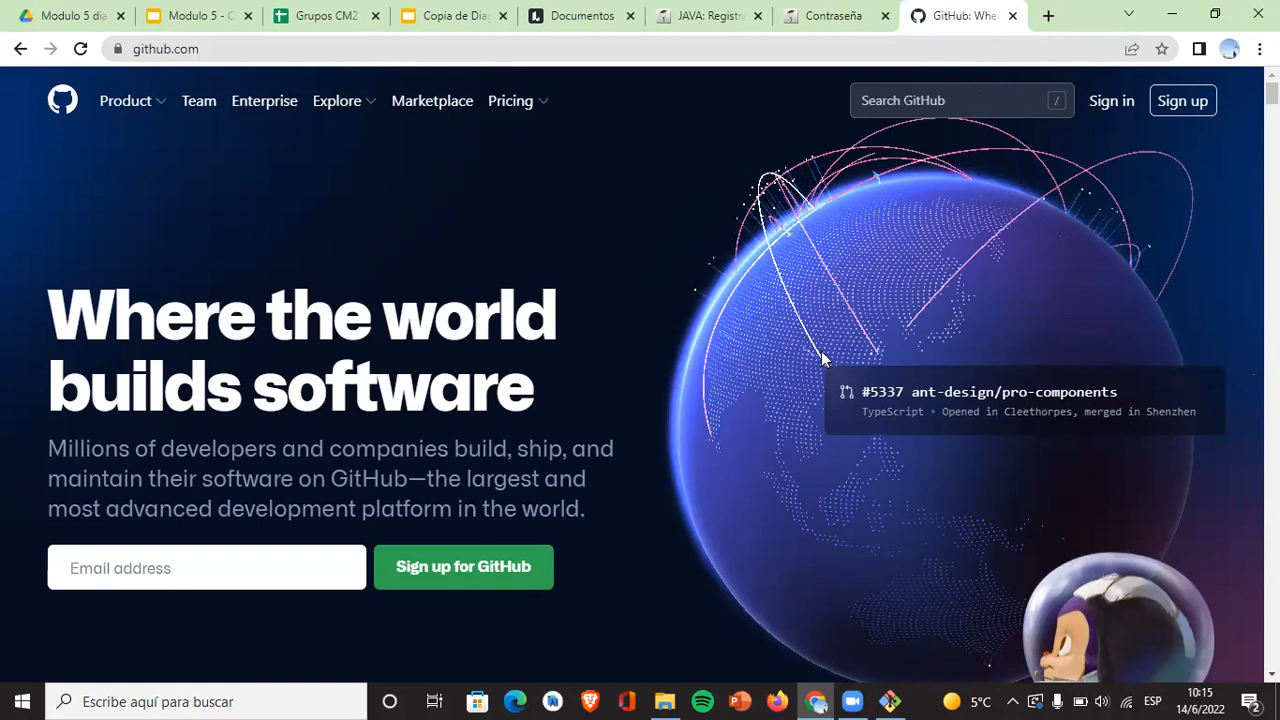 Modulo 5 dia
Modulo 5 - C
Grupos CM2
Copia de Dia
Documentos
JAVA: Registra
Contraseña
GitHub: Whe
github.com
Product
Team
Enterprise
Explore
Marketplace
Pricing
Search GitHub
/
Sign in
Sign up
Where the world
builds software
Millions of developers and companies build, ship, and
maintain their software on GitHub—the largest and
most advanced development platform in the world.
Email address
Sign up for GitHub
#5337 ant-design/pro-components
TypeScript • Opened in Cleethorpes, merged in Shenzhen
Escribe aquí para buscar
5°C
ESP
10:15
14/6/2022
2